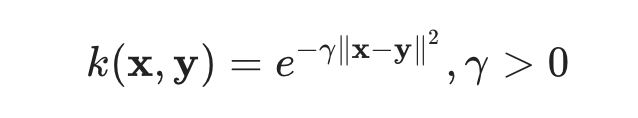 k(𝐱, 𝐲) = e^{−γ‖𝐱−𝐲‖²}, γ > 0